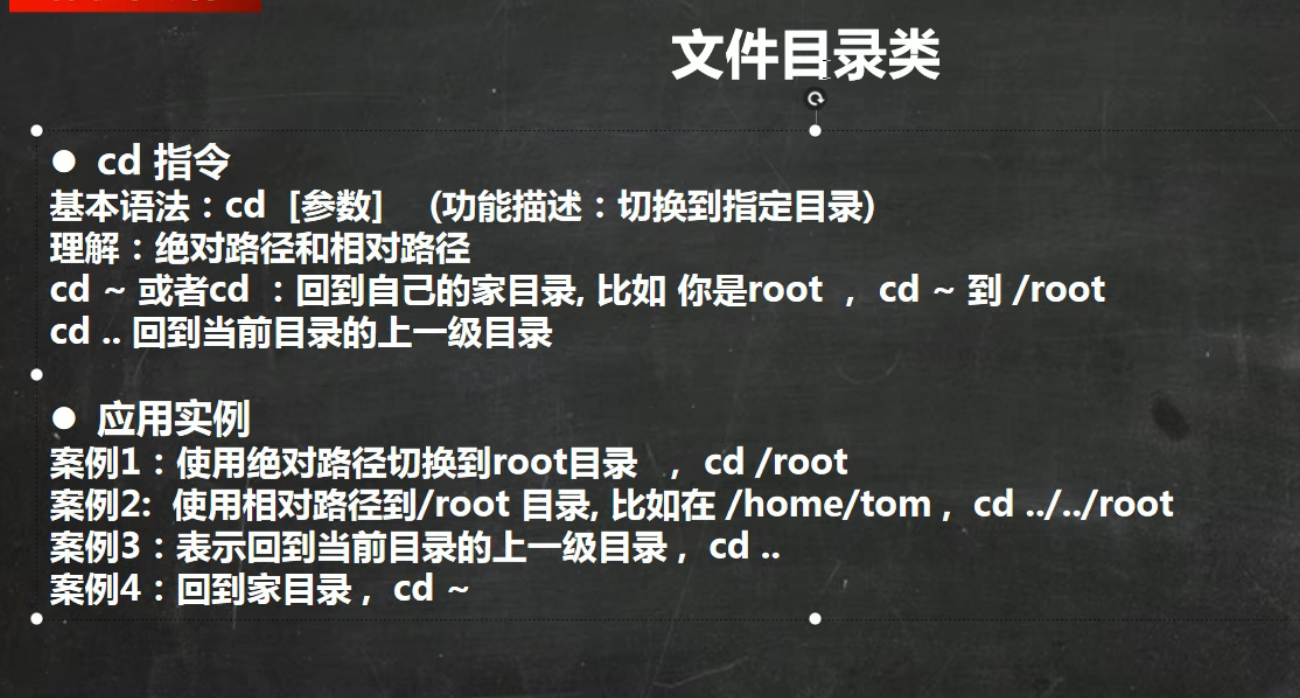 文件目录类
● cd 指令
基本语法：cd [参数] (功能描述：切换到指定目录)
理解：绝对路径和相对路径
cd ~ 或者cd ：回到自己的家目录, 比如 你是root ， cd ~ 到 /root
cd .. 回到当前目录的上一级目录
● 应用实例
案例1：使用绝对路径切换到root目录 ，cd /root
案例2: 使用相对路径到/root 目录, 比如在 /home/tom ，cd ../../root
案例3：表示回到当前目录的上一级目录，cd ..
案例4：回到家目录，cd ~